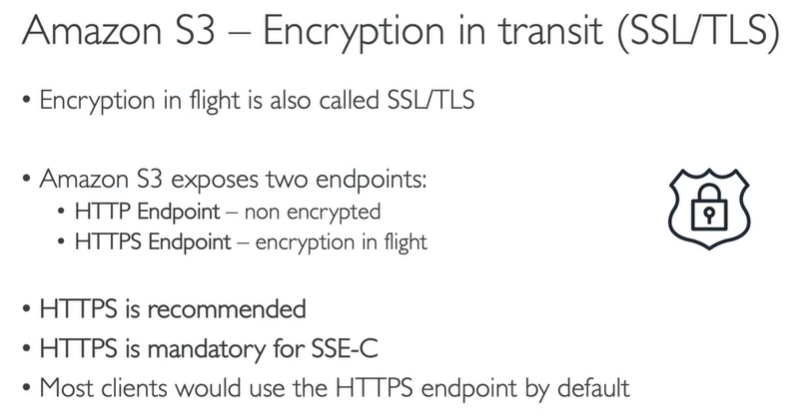 Amazon S3 – Encryption in transit (SSL/TLS)
• Encryption in flight is also called SSL/TLS
• Amazon S3 exposes two endpoints:
• HTTP Endpoint – non encrypted
• HTTPS Endpoint – encryption in flight
• HTTPS is recommended
• HTTPS is mandatory for SSE-C
• Most clients would use the HTTPS endpoint by default